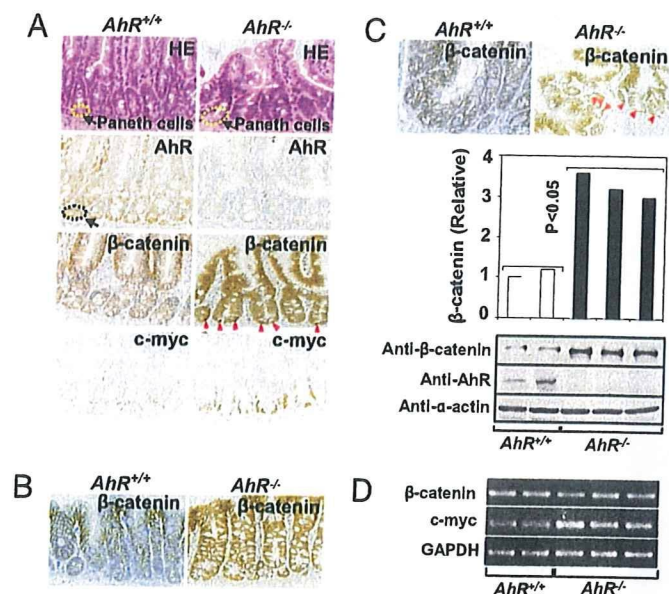 A
AhR+/+
AhR-/-
HE
HE
Paneth cells
Paneth cells
AhR
AhR
β-catenin
β-catenin
c-myc
c-myc
B
AhR+/+
AhR-/-
β-catenin
β-catenin
C
AhR+/+
AhR-/-
β-catenin
β-catenin
β-catenin (Relative)
4
3
2
1
0
P<0.05
Anti-β-catenin
Anti-AhR
Anti-α-actin
AhR+/+
AhR-/-
D
β-catenin
c-myc
GAPDH
AhR+/+
AhR-/-